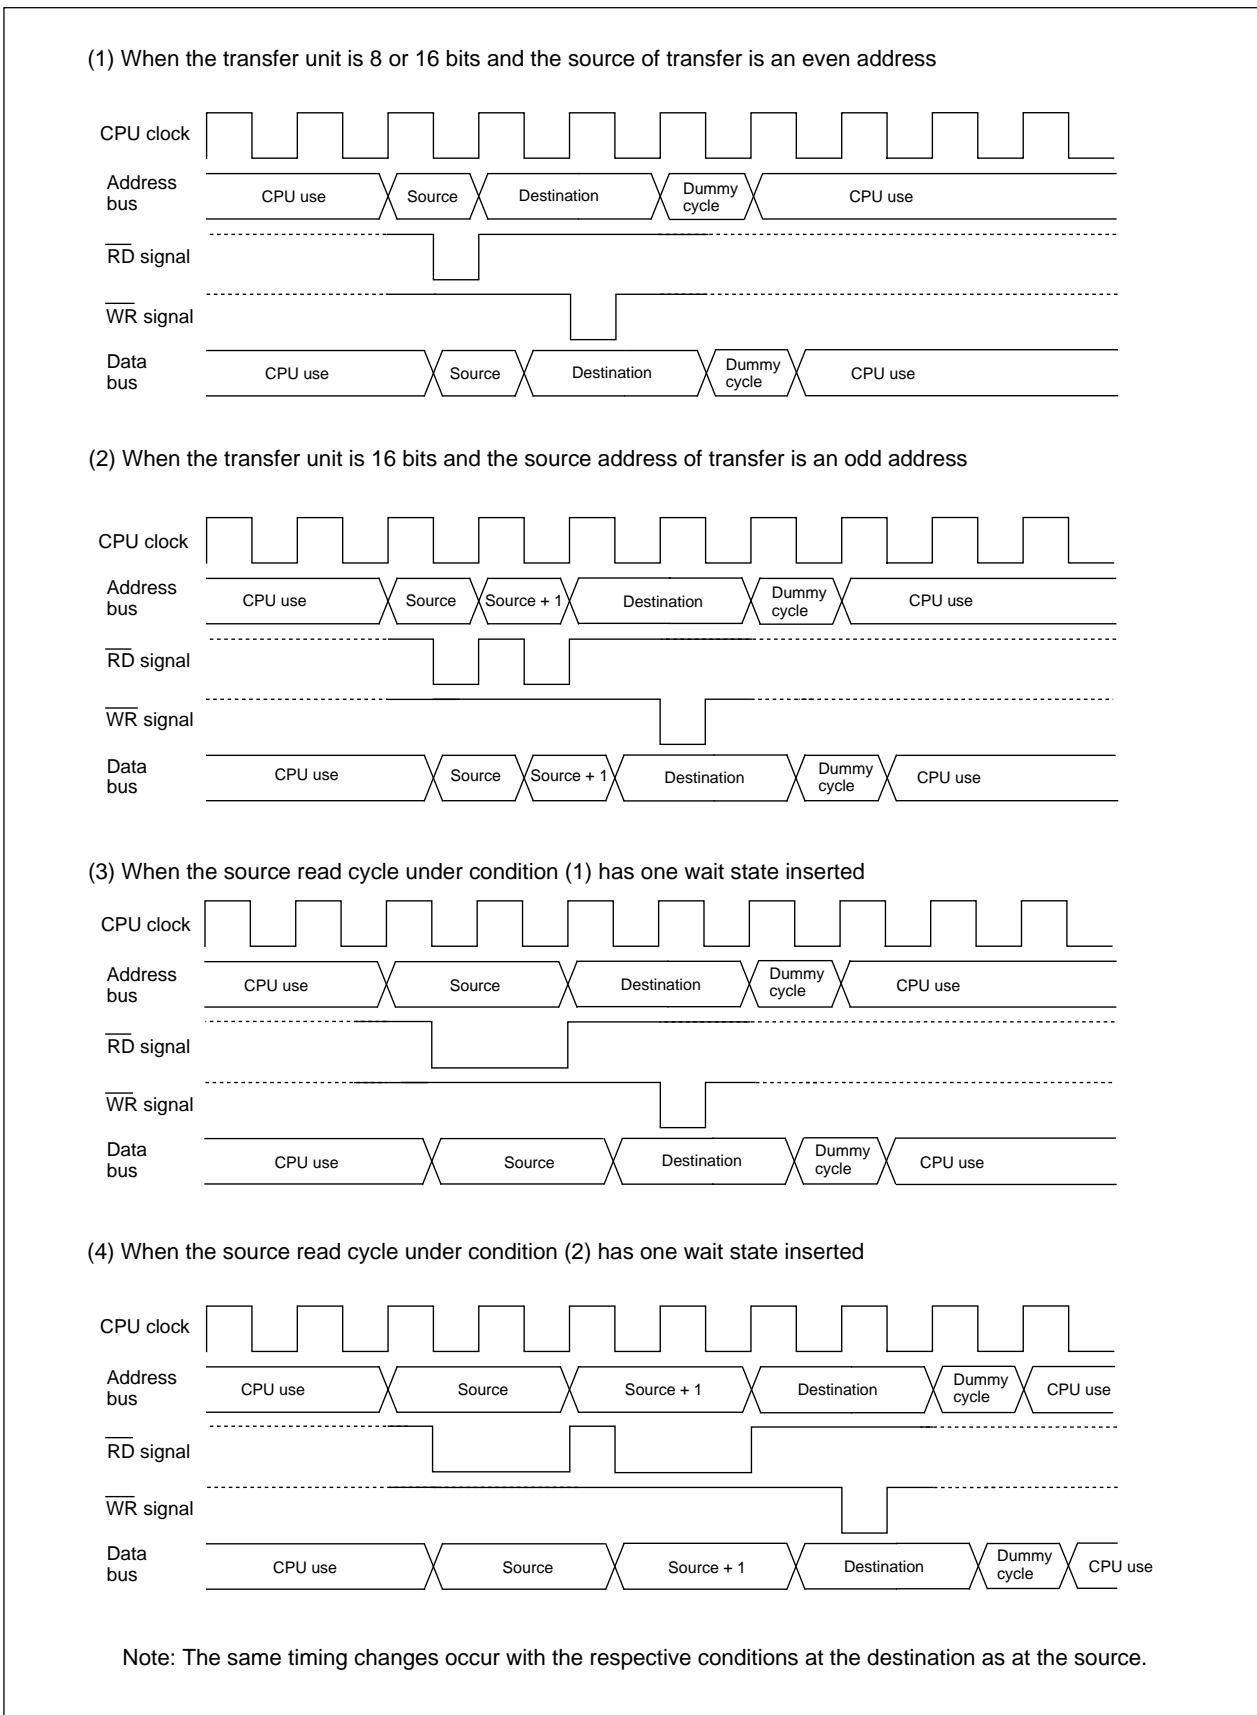 (1) When the transfer unit is 8 or 16 bits and the source of transfer is an even address
CPU clock
Address
bus
CPU use
Source
Destination
Dummy
cycle
CPU use
RD signal
WR signal
Data
bus
CPU use
Source
Destination
Dummy
cycle
CPU use
(2) When the transfer unit is 16 bits and the source address of transfer is an odd address
CPU clock
Address
bus
CPU use
Source
Source + 1
Destination
Dummy
cycle
CPU use
RD signal
WR signal
Data
bus
CPU use
Source
Source + 1
Destination
Dummy
cycle
CPU use
(3) When the source read cycle under condition (1) has one wait state inserted
CPU clock
Address
bus
CPU use
Source
Destination
Dummy
cycle
CPU use
RD signal
WR signal
Data
bus
CPU use
Source
Destination
Dummy
cycle
CPU use
(4) When the source read cycle under condition (2) has one wait state inserted
CPU clock
Address
bus
CPU use
Source
Source + 1
Destination
Dummy
cycle
CPU use
RD signal
WR signal
Data
bus
CPU use
Source
Source + 1
Destination
Dummy
cycle
CPU use
Note: The same timing changes occur with the respective conditions at the destination as at the source.